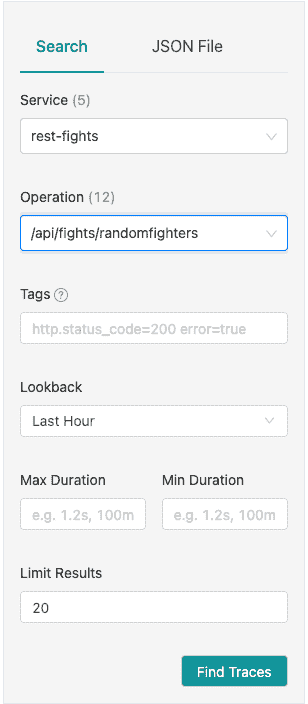 Search JSON File
Service (5)
rest-fights
Operation (12)
/api/fights/randomfighters
Tags ?
http.status_code=200 error=true
Lookback
Last Hour
Max Duration Min Duration
e.g. 1.2s, 100m e.g. 1.2s, 100m
Limit Results
20
Find Traces